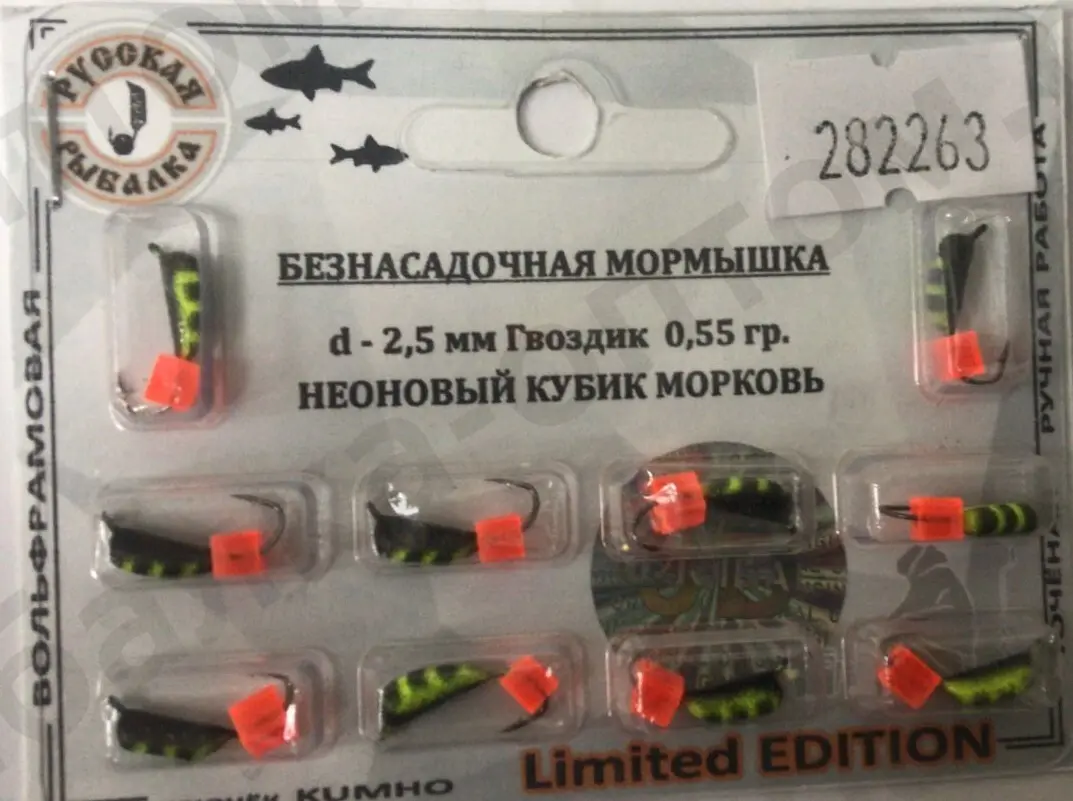 РУССКАЯ
РЫБАЛКА
282263
БЕЗНАСАДОЧНАЯ МОРМЫШКА
d - 2,5 мм Гвоздик 0,55 гр.
НЕОНОВЫЙ КУБИК МОРКОВЬ
ВОЛЬФРАМОВАЯ
РУЧНАЯ РАБОТА
KUMHO
Limited EDITION